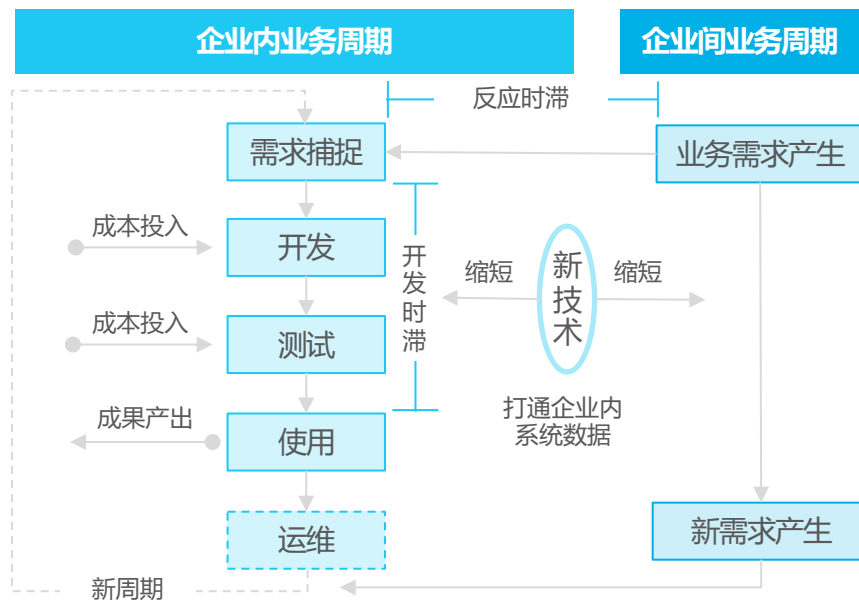 企业内业务周期
企业间业务周期
反应时滞
需求捕捉
业务需求产生
成本投入
开发
开发时滞
缩短
新技术
缩短
成本投入
测试
成果产出
使用
打通企业内
系统数据
运维
新需求产生
新周期